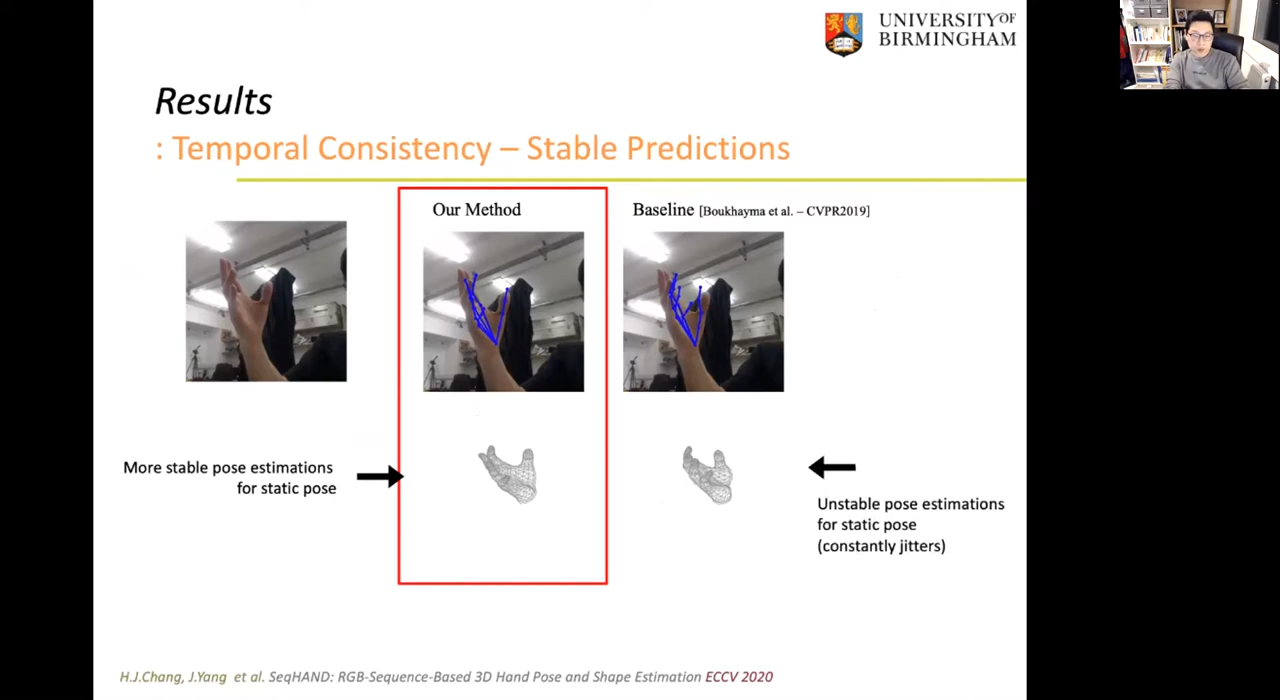 UNIVERSITY OF
BIRMINGHAM
Results
: Temporal Consistency – Stable Predictions
Our Method
Baseline [Boukhayma et al. – CVPR2019]
More stable pose estimations
for static pose
Unstable pose estimations
for static pose
(constantly jitters)
H.J.Chang, J.Yang et al. SeqHAND: RGB-Sequence-Based 3D Hand Pose and Shape Estimation ECCV 2020